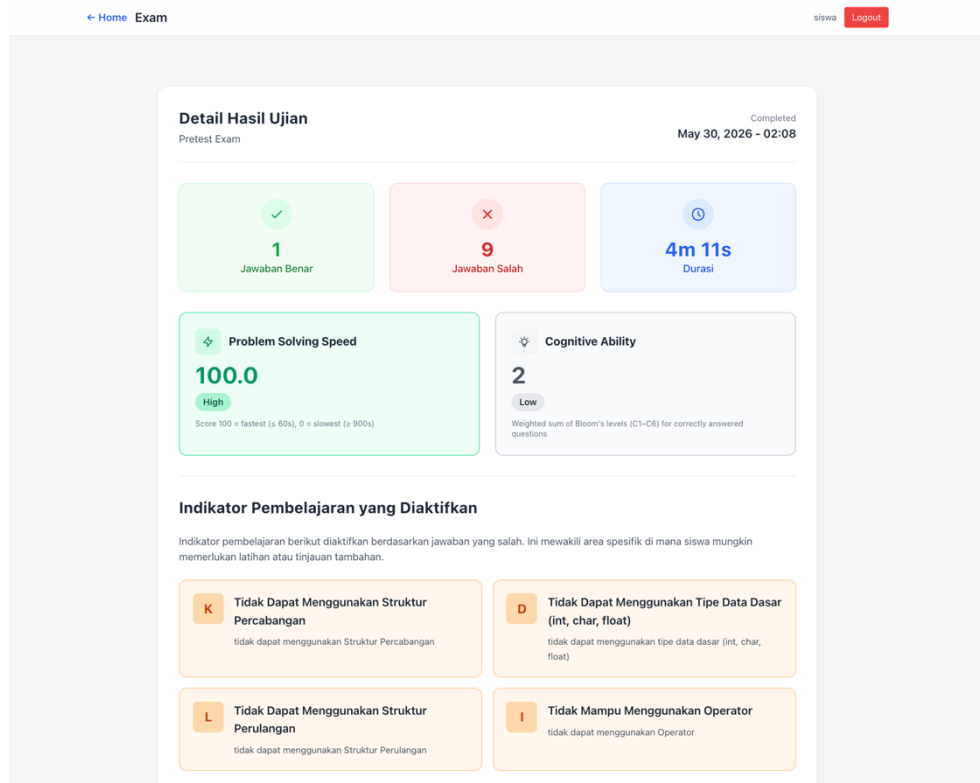 ← Home Exam
siswa Logout
Detail Hasil Ujian
Pretest Exam
Completed
May 30, 2026 - 02:08
1
Jawaban Benar
9
Jawaban Salah
4m 11s
Durasi
Problem Solving Speed
100.0
High
Score 100 = fastest (≤ 60s), 0 = slowest (≥ 900s)
Cognitive Ability
2
Low
Weighted sum of Bloom's levels (C1–C6) for correctly answered
questions
Indikator Pembelajaran yang Diaktifkan
Indikator pembelajaran berikut diaktifkan berdasarkan jawaban yang salah. Ini mewakili area spesifik di mana siswa mungkin
memerlukan latihan atau tinjauan tambahan.
K
Tidak Dapat Menggunakan Struktur
Percabangan
tidak dapat menggunakan Struktur Percabangan
D
Tidak Dapat Menggunakan Tipe Data Dasar
(int, char, float)
tidak dapat menggunakan tipe data dasar (int, char,
float)
L
Tidak Dapat Menggunakan Struktur
Perulangan
tidak dapat menggunakan Struktur Perulangan
I
Tidak Mampu Menggunakan Operator
tidak dapat menggunakan Operator